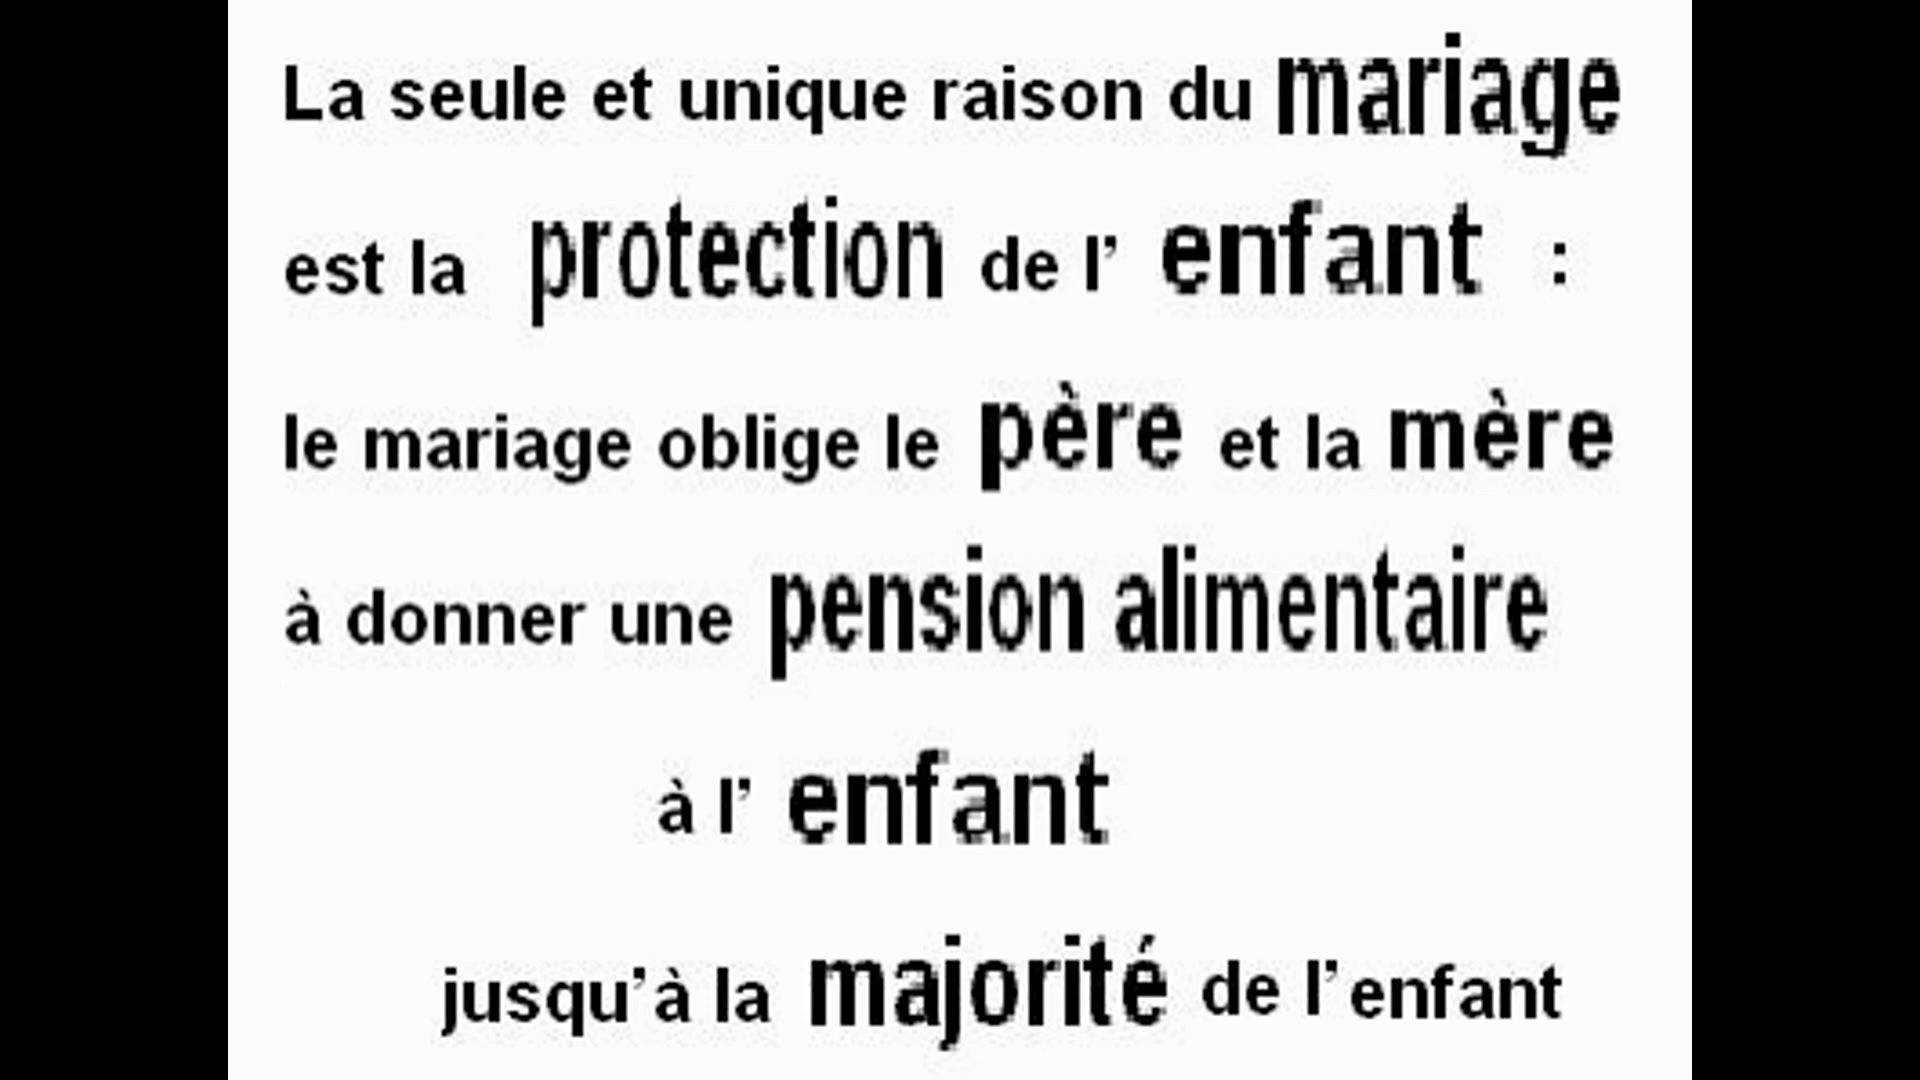 La seule et unique raison du mariage
est la protection de l’ enfant :
le mariage oblige le père et la mère
à donner une pension alimentaire
à l’ enfant
jusqu’à la majorité de l’enfant